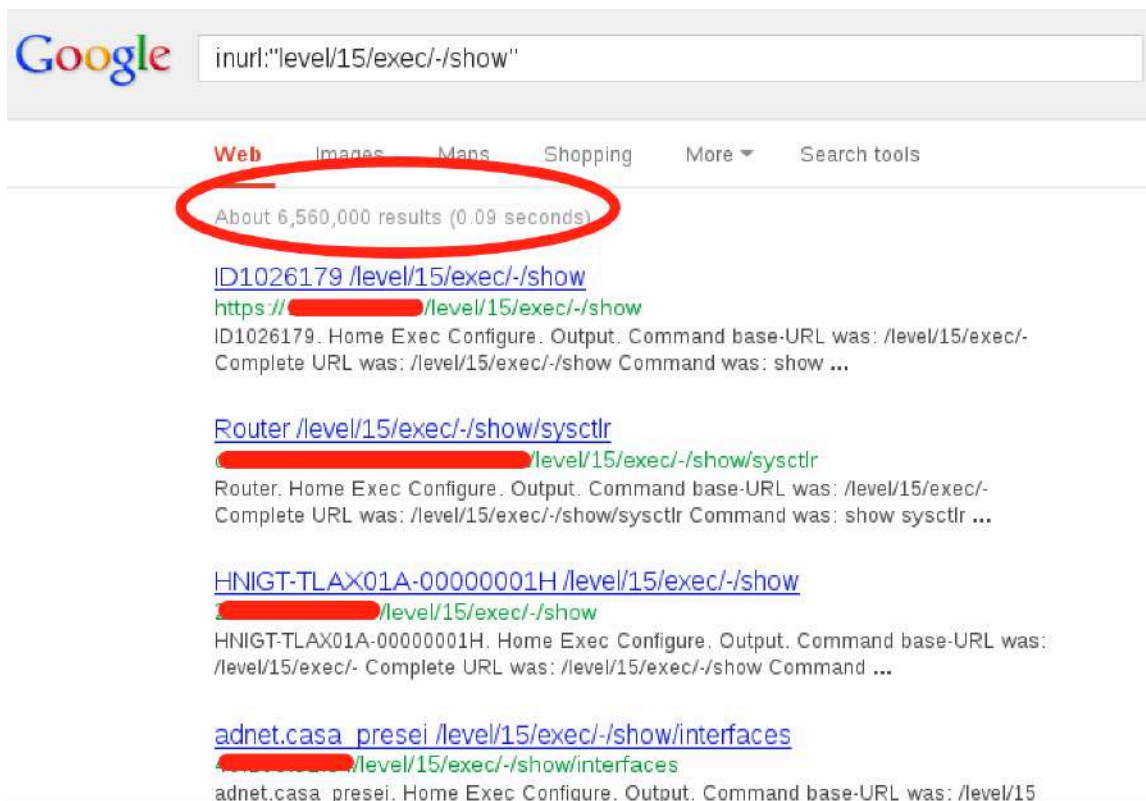 Google
inurl:"level/15/exec/-/show"
Web Images Maps Shopping More Search tools
About 6,560,000 results (0.09 seconds)
ID1026179 /level/15/exec/-/show
https:// /level/15/exec/-/show
ID1026179. Home Exec Configure. Output. Command base-URL was: /level/15/exec/-
Complete URL was: /level/15/exec/-/show Command was: show ...
Router /level/15/exec/-/show/sysctlr
/level/15/exec/-/show/sysctlr
Router. Home Exec Configure. Output. Command base-URL was: /level/15/exec/-
Complete URL was: /level/15/exec/-/show/sysctlr Command was: show sysctlr ...
HNIGT-TLAX01A-00000001H /level/15/exec/-/show
/level/15/exec/-/show
HNIGT-TLAX01A-00000001H. Home Exec Configure. Output. Command base-URL was:
/level/15/exec/- Complete URL was: /level/15/exec/-/show Command ...
adnet.casa_presei /level/15/exec/-/show/interfaces
/level/15/exec/-/show/interfaces
adnet.casa_presei. Home Exec Configure. Output. Command base-URL was: /level/15